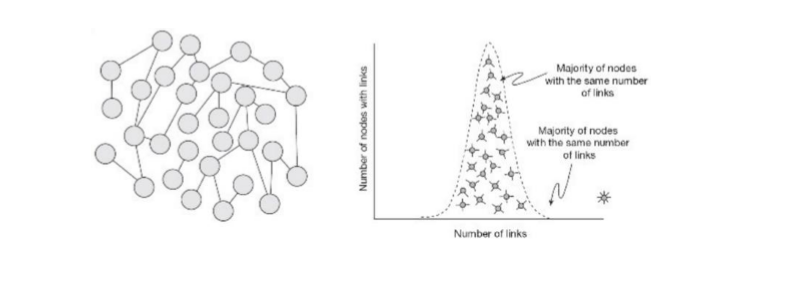 Number of nodes with links
Majority of nodes
with the same number
of links
Majority of nodes
with the same number
of links
Number of links